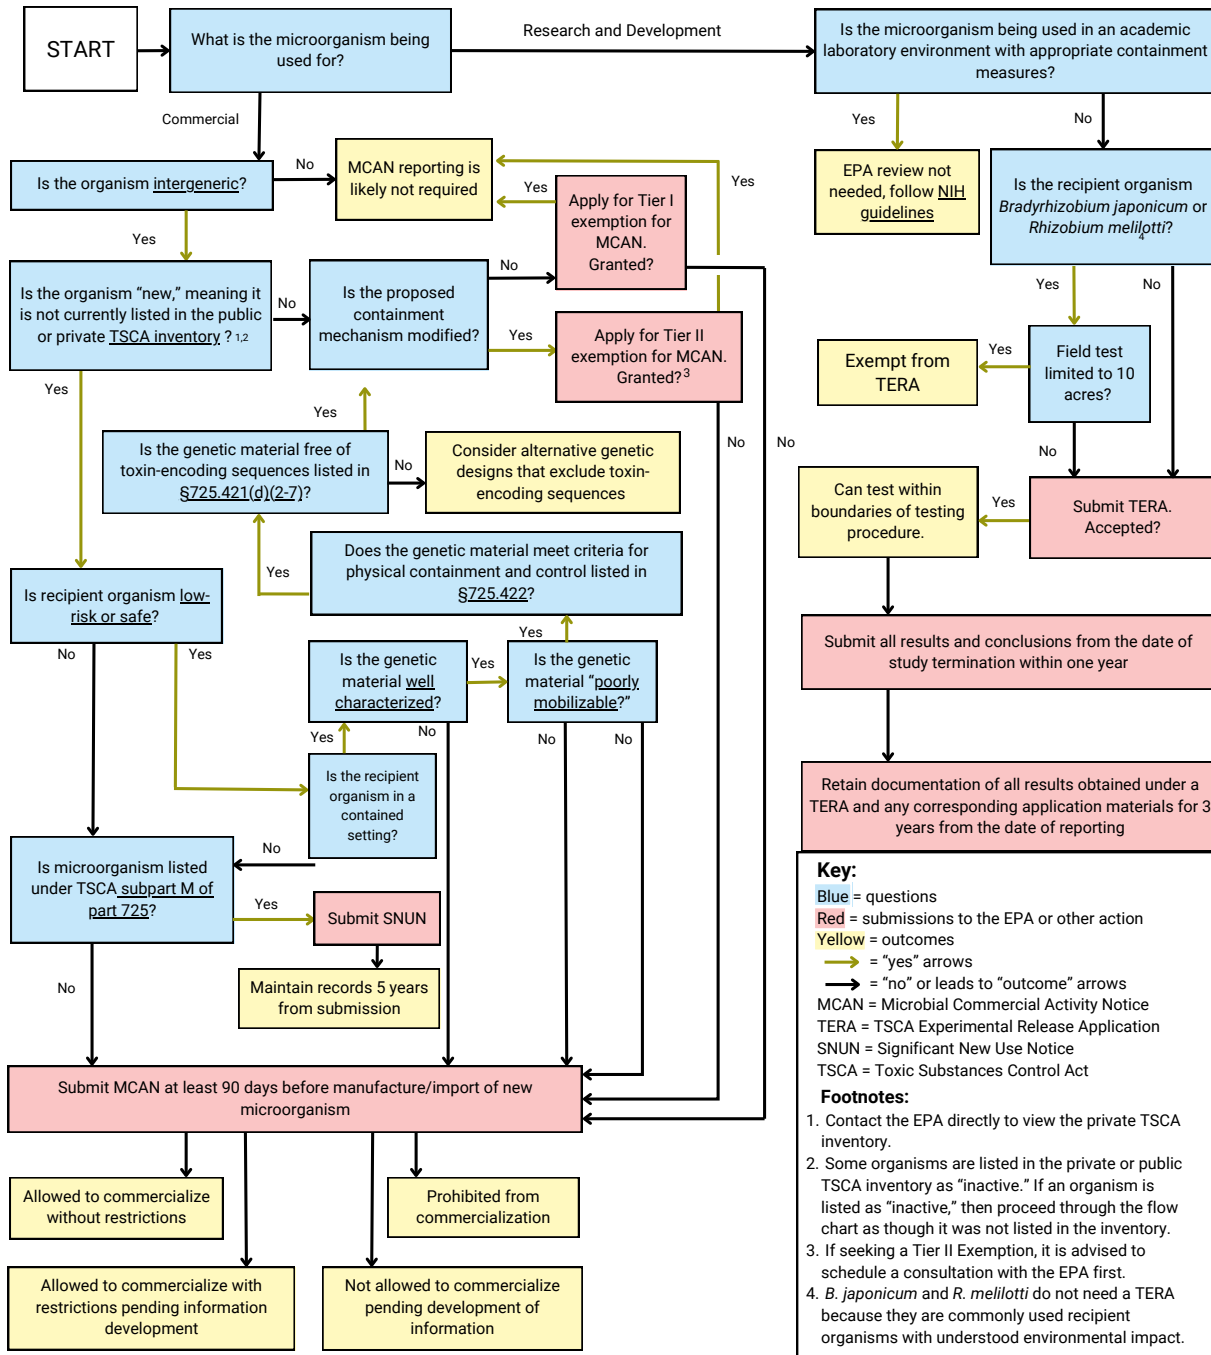 START
What is the microorganism being
used for?
Research and Development
Is the microorganism being used in an academic
laboratory environment with appropriate containment
measures?
Commercial
Yes
No
No
MCAN reporting is
likely not required
Yes
Is the organism intergeneric?
EPA review not
needed, follow NIH
guidelines
Is the recipient organism
Bradyrhizobium japonicum or
Rhizobium melilotti?
4
Yes
Apply for Tier I
exemption for
MCAN.
Granted?
Yes
No
Is the organism “new,” meaning it
is not currently listed in the public
or private TSCA inventory ? 1,2
No
Is the proposed
containment
mechanism modified?
Yes
Apply for Tier II
exemption for MCAN.
Granted? 3
Yes
No
Exempt from
TERA
Yes
Field test
limited to 10
acres?
Yes
Yes
No
No
No
Is the genetic material free of
toxin-encoding sequences listed in
§725.421(d)(2-7)?
No
Consider alternative genetic
designs that exclude toxin-
encoding sequences
Can test within
boundaries of testing
procedure.
Yes
Submit TERA.
Accepted?
Yes
Does the genetic material meet criteria for
physical containment and control listed in
§725.422?
Is recipient organism low-
risk or safe?
Yes
No
Yes
Is the genetic
material well
characterized?
Yes
Is the genetic
material “poorly
mobilizable?”
Submit all results and conclusions from the date of
study termination within one year
Yes
No
No
No
Is the recipient
organism in a
contained
setting?
Retain documentation of all results obtained under a
TERA and any corresponding application materials for 3
years from the date of reporting
No
Is microorganism listed
under TSCA subpart M of
part 725?
Yes
Submit SNUN
No
Maintain records 5 years
from submission
Submit MCAN at least 90 days before manufacture/import of new
microorganism
Allowed to commercialize
without restrictions
Prohibited from
commercialization
Allowed to commercialize with
restrictions pending information
development
Not allowed to commercialize
pending development of
information
Key:
Blue = questions
Red = submissions to the EPA or other action
Yellow = outcomes
= “yes” arrows
= “no” or leads to “outcome” arrows
MCAN = Microbial Commercial Activity Notice
TERA = TSCA Experimental Release Application
SNUN = Significant New Use Notice
TSCA = Toxic Substances Control Act
Footnotes:
1. Contact the EPA directly to view the private TSCA
inventory.
2. Some organisms are listed in the private or public
TSCA inventory as “inactive.” If an organism is
listed as “inactive,” then proceed through the flow
chart as though it was not listed in the inventory.
3. If seeking a Tier II Exemption, it is advised to
schedule a consultation with the EPA first.
4. B. japonicum and R. melilotti do not need a TERA
because they are commonly used recipient
organisms with understood environmental impact.